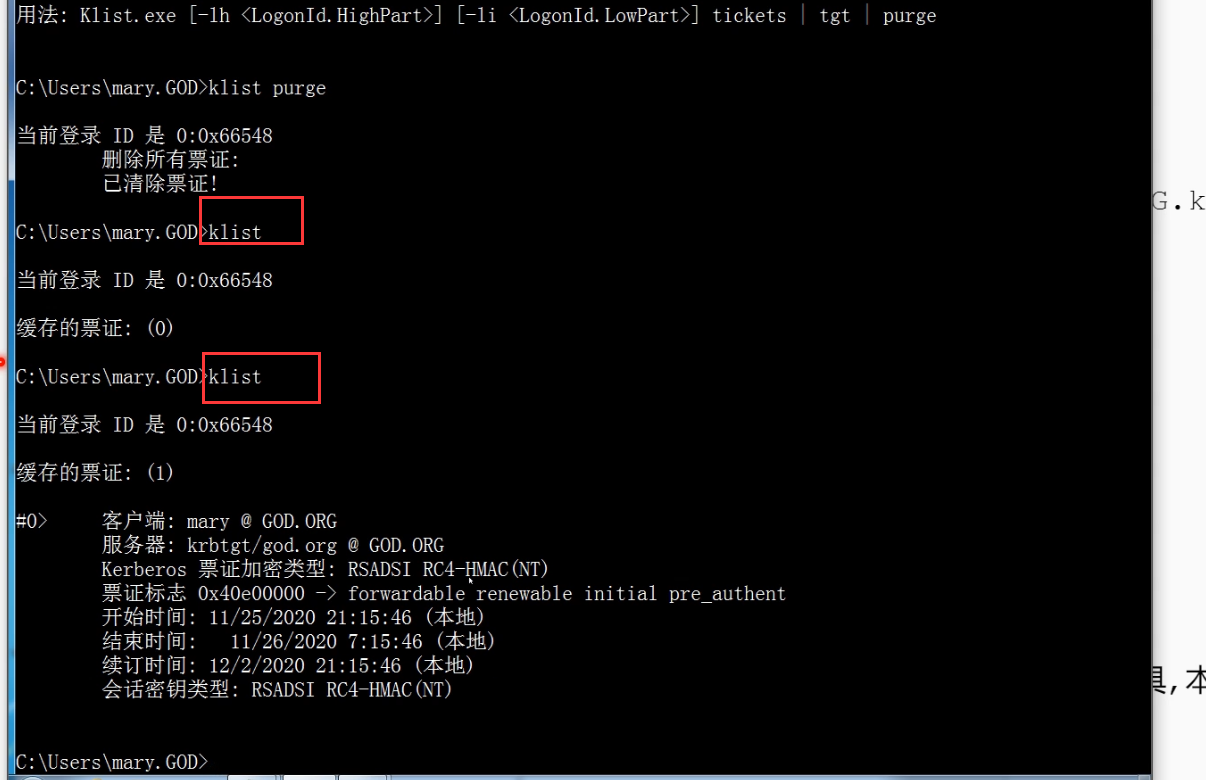 用法: Klist.exe [-lh <LogonId.HighPart>] [-li <LogonId.LowPart>] tickets | tgt | purge
C:\Users\mary.GOD>klist purge
当前登录 ID 是 0:0x66548
删除所有票证:
已清除票证!
C:\Users\mary.GOD>klist
当前登录 ID 是 0:0x66548
缓存的票证: (0)
C:\Users\mary.GOD>klist
当前登录 ID 是 0:0x66548
缓存的票证: (1)
#0> 客户端: mary @ GOD.ORG
服务器: krbtgt/god.org @ GOD.ORG
Kerberos 票证加密类型: RSADSI RC4-HMAC(NT)
票证标志 0x40e00000 -> forwardable renewable initial pre_authent
开始时间: 11/25/2020 21:15:46 (本地)
结束时间: 11/26/2020 7:15:46 (本地)
续订时间: 12/2/2020 21:15:46 (本地)
会话密钥类型: RSADSI RC4-HMAC(NT)
C:\Users\mary.GOD>
G.k